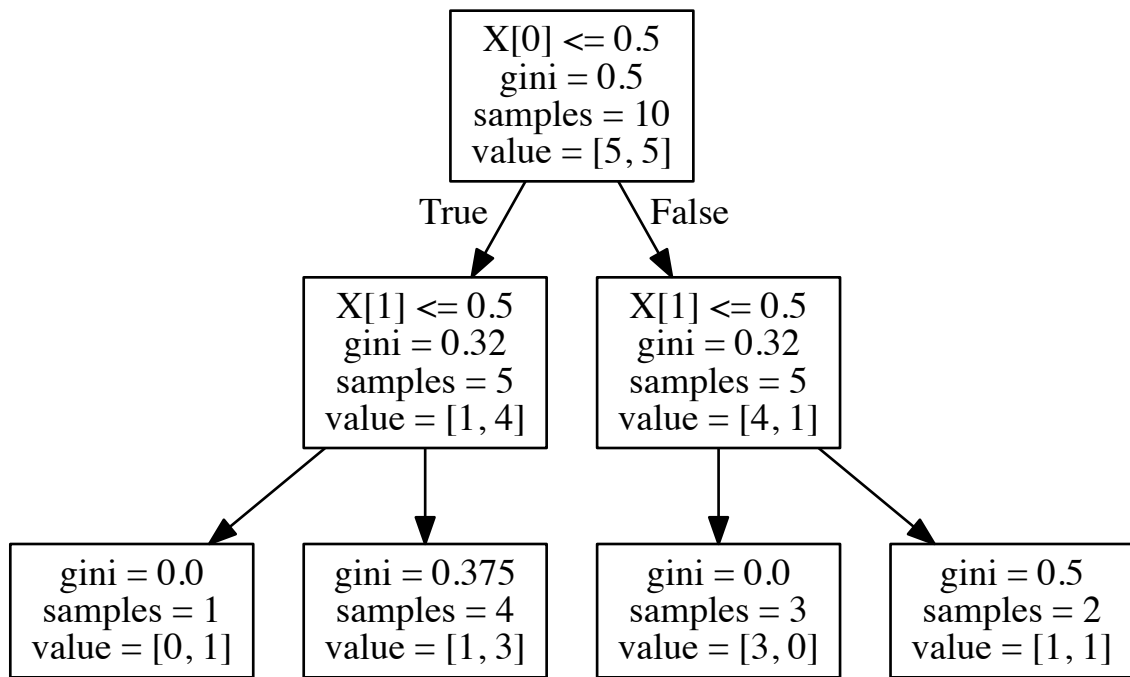 X[0] <= 0.5
gini = 0.5
samples = 10
value = [5, 5]
True
False
X[1] <= 0.5
gini = 0.32
samples = 5
value = [1, 4]
X[1] <= 0.5
gini = 0.32
samples = 5
value = [4, 1]
gini = 0.0
samples = 1
value = [0, 1]
gini = 0.375
samples = 4
value = [1, 3]
gini = 0.0
samples = 3
value = [3, 0]
gini = 0.5
samples = 2
value = [1, 1]